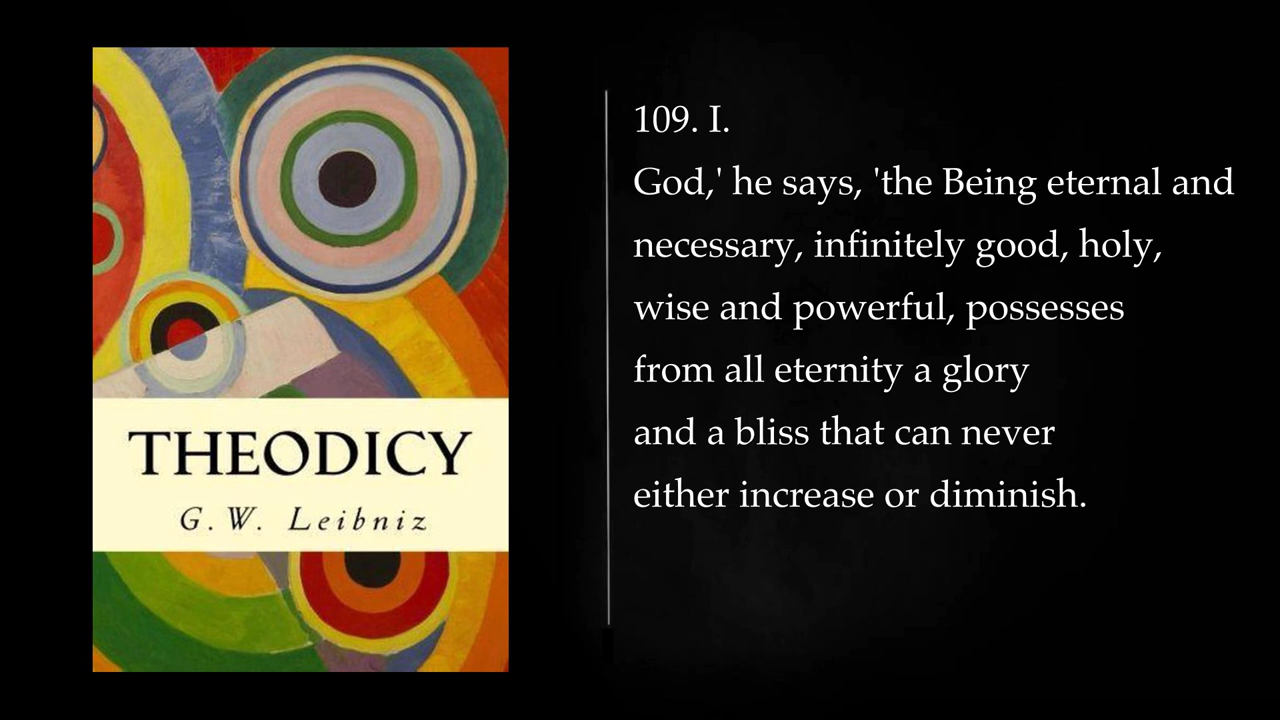 THEODICY
G. W. Leibniz
109. I.
God,' he says, 'the Being eternal and
necessary, infinitely good, holy,
wise and powerful, possesses
from all eternity a glory
and a bliss that can never
either increase or diminish.